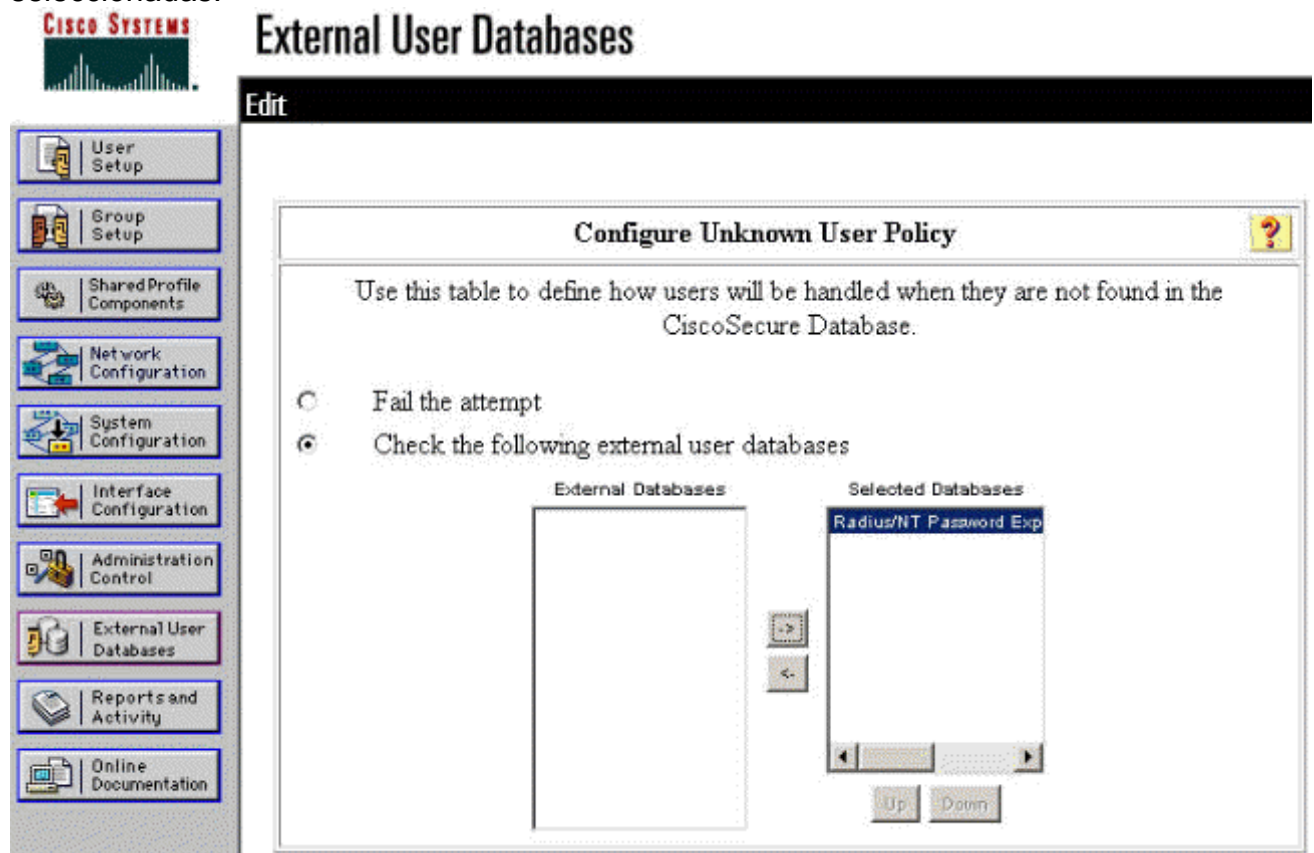 seleccionadas.
CISCO SYSTEMS
External User Databases
Edit
User
Setup
Group
Setup
Shared Profile
Components
Network
Configuration
System
Configuration
Interface
Configuration
Administration
Control
External User
Databases
Reports and
Activity
Online
Documentation
Configure Unknown User Policy
?
Use this table to define how users will be handled when they are not found in the
CiscoSecure Database.
Fail the attempt
Check the following external user databases
External Databases
Selected Databases
Radius/NT Password Exp
->
<-
Up
Down